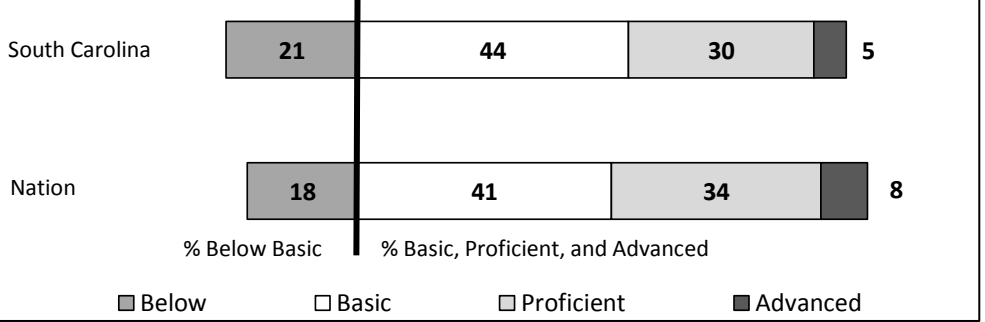 South Carolina 21 44 30 5
Nation 18 41 34 8
% Below Basic % Basic, Proficient, and Advanced
Below Basic Proficient Advanced